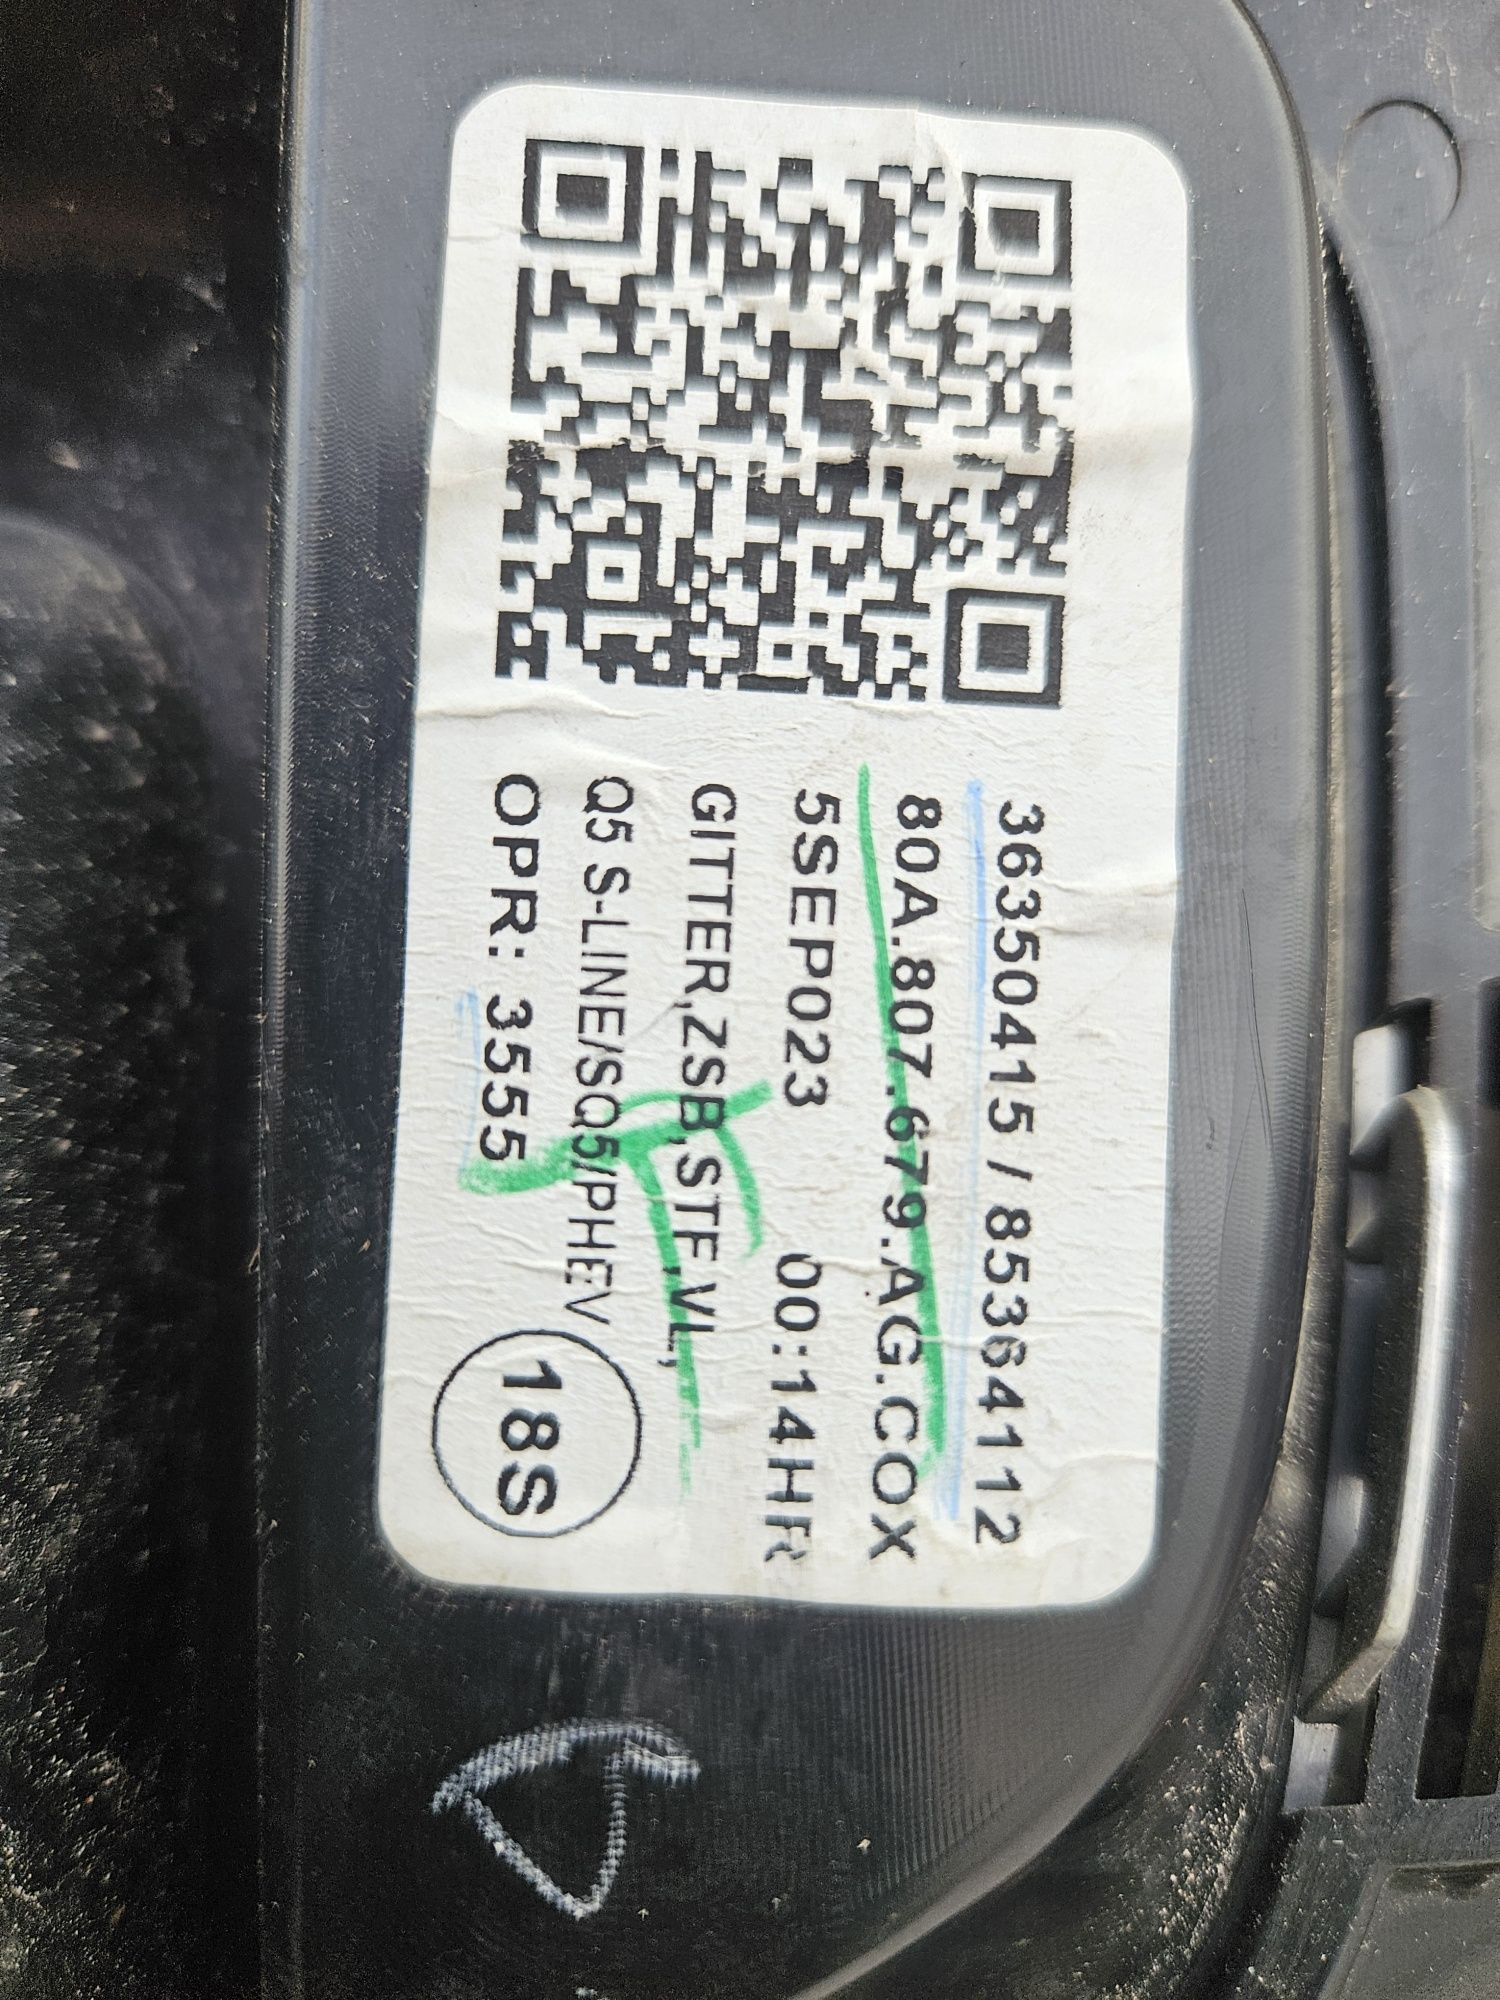 36350415 / 85364112
80A.807.679.AG.COX
5SEP023 00:14HR
GITTER,ZSB,STF,VL,
Q5 S-LINE/SQ5/PHEV
OPR: 3555
18S